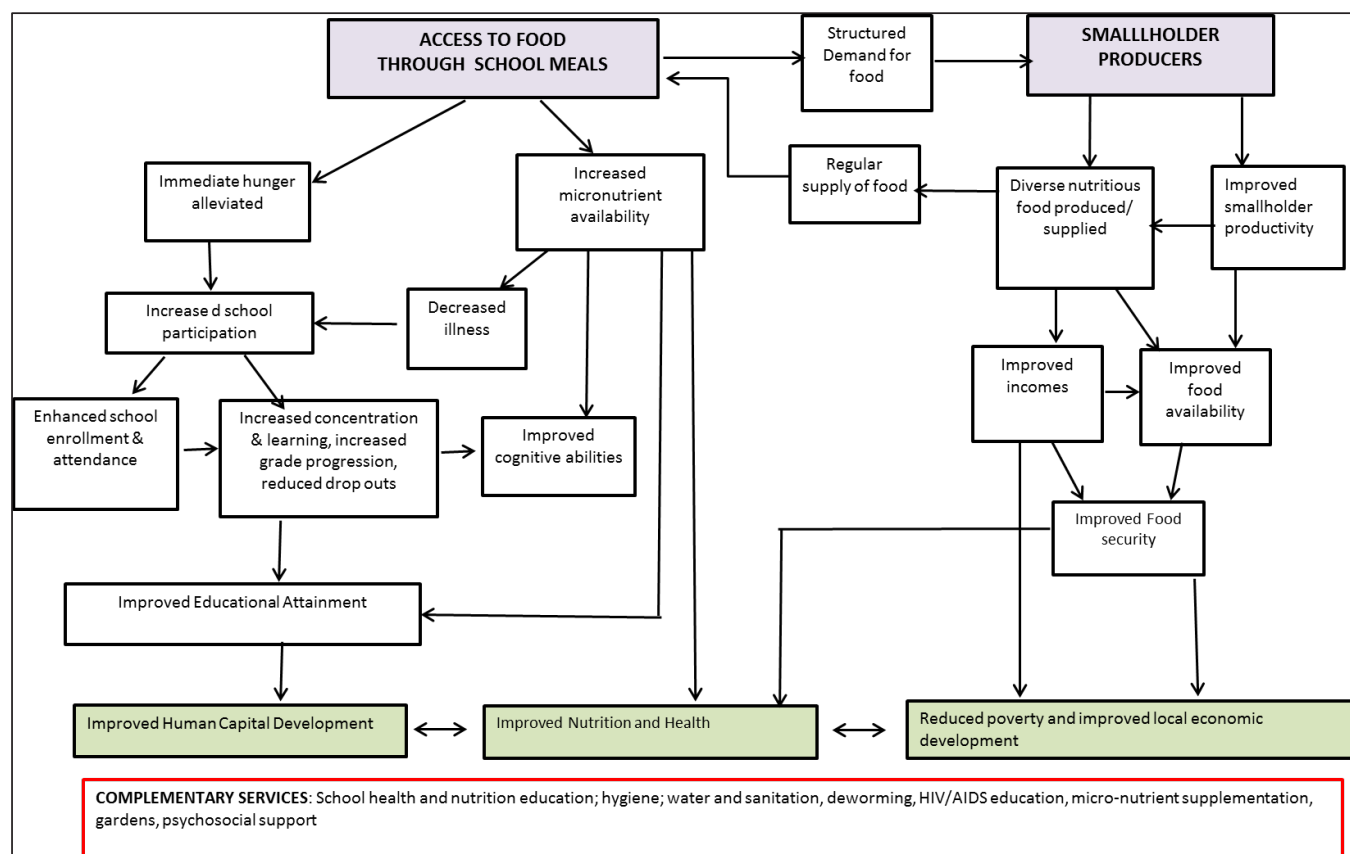 ACCESS TO FOOD
THROUGH SCHOOL MEALS
Structured
Demand for
food
SMALLLHOLDER
PRODUCERS
Immediate hunger
alleviated
Increased
micronutrient
availability
Regular
supply of food
Diverse nutritious
food produced/
supplied
Improved
smallholder
productivity
Increased school
participation
Decreased
illness
Improved
incomes
Improved
food
availability
Enhanced school
enrollment &
attendance
Increased concentration
& learning, increased
grade progression,
reduced drop outs
Improved
cognitive abilities
Improved Food
security
Improved Educational Attainment
Improved Human Capital Development
Improved Nutrition and Health
Reduced poverty and improved local economic
development
COMPLEMENTARY SERVICES: School health and nutrition education; hygiene; water and sanitation, deworming, HIV/AIDS education, micro-nutrient supplementation,
gardens, psychosocial support